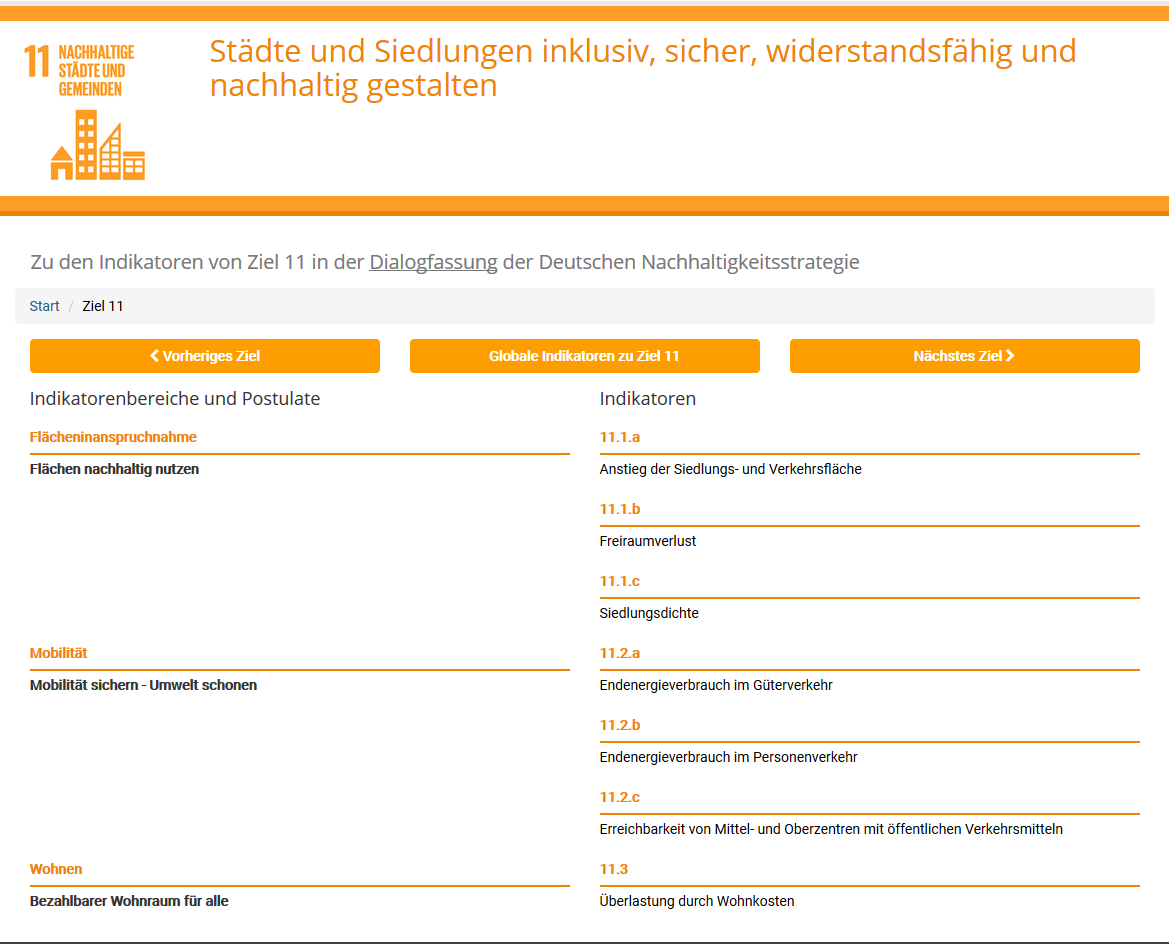 11 NACHHALTIGE
STÄDTE UND
GEMEINDEN
Städte und Siedlungen inklusiv, sicher, widerstandsfähig und
nachhaltig gestalten
Zu den Indikatoren von Ziel 11 in der Dialogfassung der Deutschen Nachhaltigkeitsstrategie
Start / Ziel 11
Vorheriges Ziel
Globale Indikatoren zu Ziel 11
Nächstes Ziel
Indikatorenbereiche und Postulate
Indikatoren
Flächeninanspruchnahme
11.1.a
Flächen nachhaltig nutzen
Anstieg der Siedlungs- und Verkehrsfläche
11.1.b
Freiraumverlust
11.1.c
Siedlungsdichte
Mobilität
11.2.a
Mobilität sichern - Umwelt schonen
Endenergieverbrauch im Güterverkehr
11.2.b
Endenergieverbrauch im Personenverkehr
11.2.c
Erreichbarkeit von Mittel- und Oberzentren mit öffentlichen Verkehrsmitteln
Wohnen
11.3
Bezahlbarer Wohnraum für alle
Überlastung durch Wohnkosten